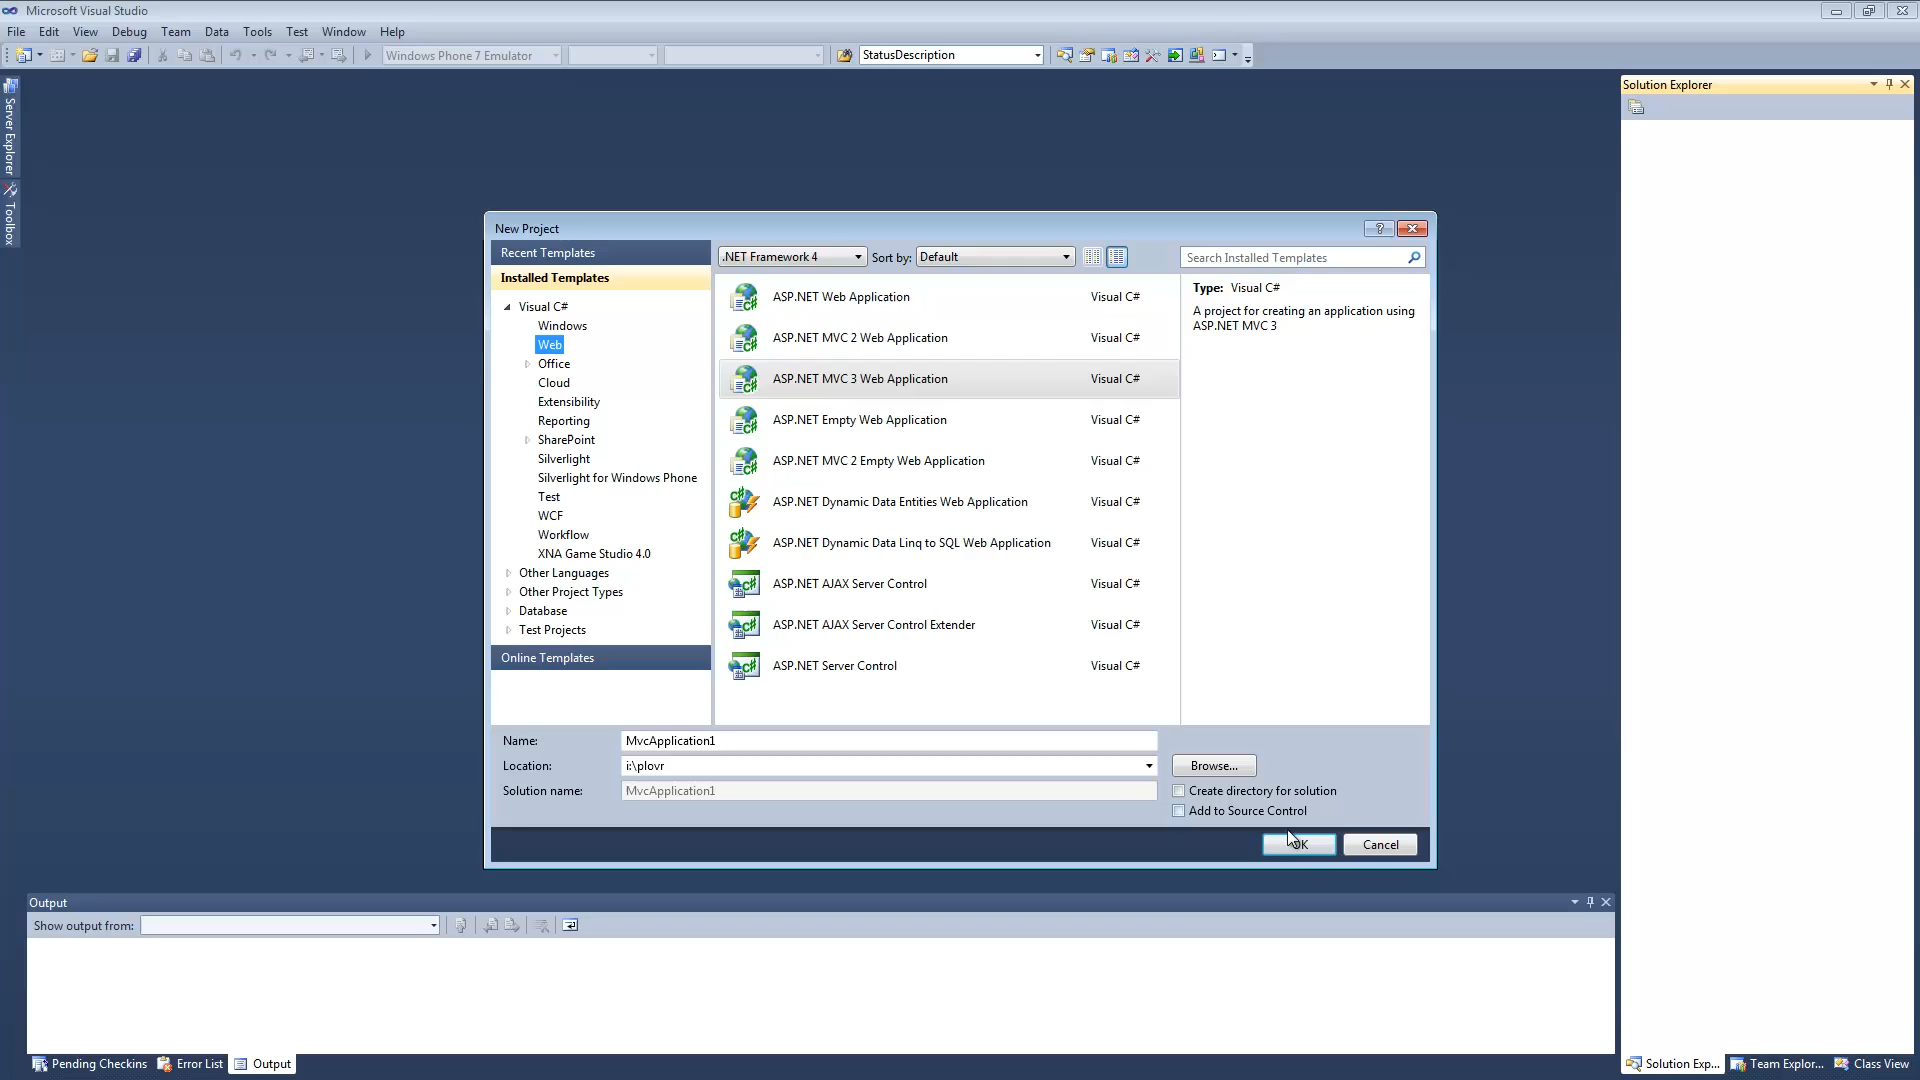 Microsoft Visual Studio
File Edit View Debug Team Data Tools Test Window Help
Windows Phone 7 Emulator StatusDescription
Server Explorer
Toolbox
Solution Explorer
New Project
Recent Templates
Installed Templates
Visual C#
Windows
Web
Office
Cloud
Extensibility
Reporting
SharePoint
Silverlight
Silverlight for Windows Phone
Test
WCF
Workflow
XNA Game Studio 4.0
Other Languages
Other Project Types
Database
Test Projects
Online Templates
.NET Framework 4 Sort by: Default
Search Installed Templates
ASP.NET Web Application Visual C#
ASP.NET MVC 2 Web Application Visual C#
ASP.NET MVC 3 Web Application Visual C#
ASP.NET Empty Web Application Visual C#
ASP.NET MVC 2 Empty Web Application Visual C#
ASP.NET Dynamic Data Entities Web Application Visual C#
ASP.NET Dynamic Data Linq to SQL Web Application Visual C#
ASP.NET AJAX Server Control Visual C#
ASP.NET AJAX Server Control Extender Visual C#
ASP.NET Server Control Visual C#
Type: Visual C#
A project for creating an application using
ASP.NET MVC 3
Name: MvcApplication1
Location: i:\plovr Browse...
Solution name: MvcApplication1
Create directory for solution
Add to Source Control
OK Cancel
Output
Show output from:
Pending Checkins Error List Output
Solution Exp... Team Explor... Class View